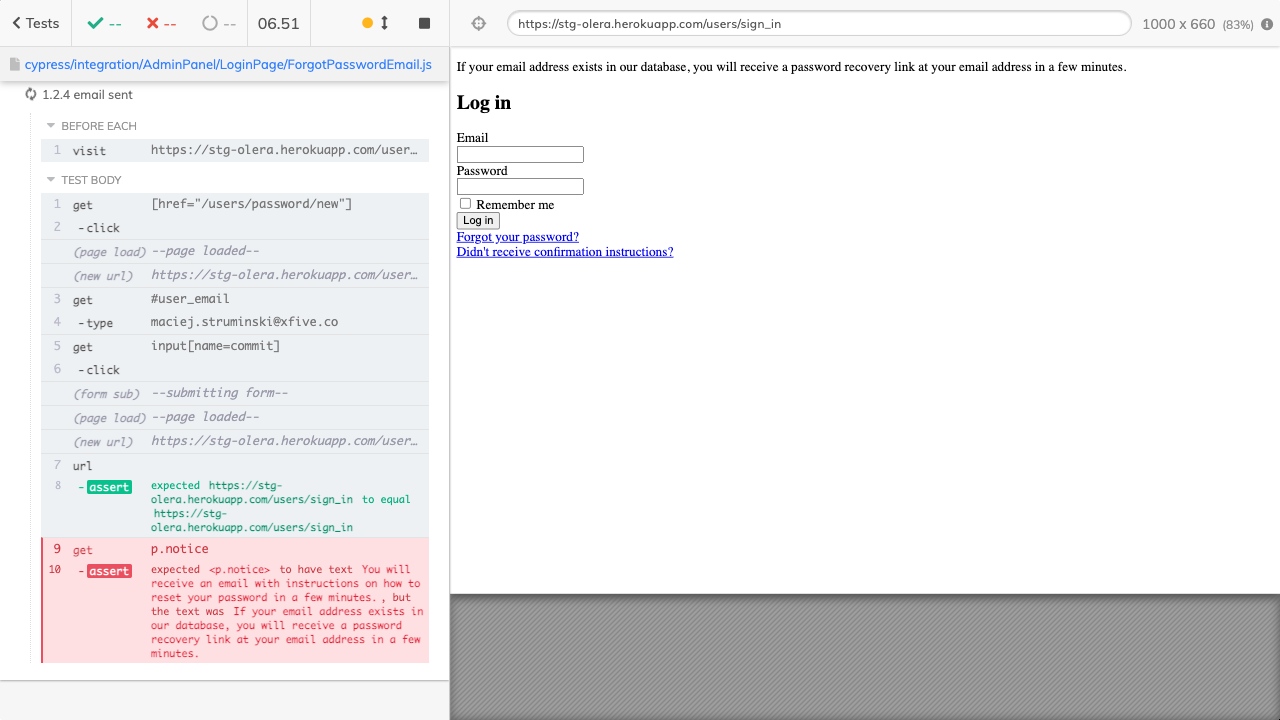 Tests
--
--
--
06.51
https://stg-olera.herokuapp.com/users/sign_in
1000 x 660 (83%)
cypress/integration/AdminPanel/LoginPage/ForgotPasswordEmail.js
1.2.4 email sent
BEFORE EACH
1 visit https://stg-olera.herokuapp.com/user…
TEST BODY
1 get [href="/users/password/new"]
2 -click
(page load) --page loaded--
(new url) https://stg-olera.herokuapp.com/user…
3 get #user_email
4 -type maciej.struminski@xfive.co
5 get input[name=commit]
6 -click
(form sub) --submitting form--
(page load) --page loaded--
(new url) https://stg-olera.herokuapp.com/user…
7 url
8 -assert expected https://stg-
olera.herokuapp.com/users/sign_in to equal
https://stg-
olera.herokuapp.com/users/sign_in
9 get p.notice
10 -assert expected <p.notice> to have text You will
receive an email with instructions on how to
reset your password in a few minutes. , but
the text was If your email address exists in
our database, you will receive a password
recovery link at your email address in a few
minutes.
If your email address exists in our database, you will receive a password recovery link at your email address in a few minutes.
Log in
Email
Password
Remember me
Log in
Forgot your password?
Didn't receive confirmation instructions?